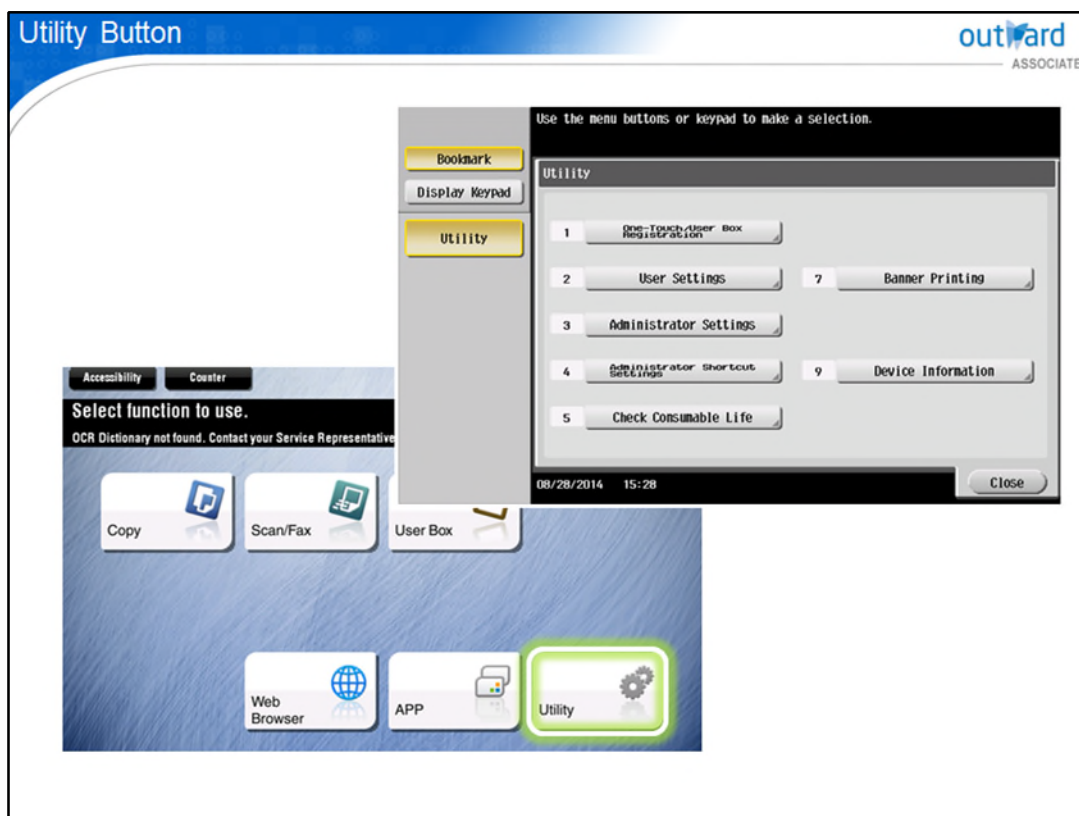 Utility Button
outward
ASSOCIATE
Use the menu buttons or keypad to make a selection.
Bookmark
Display Keypad
Utility
Utility
1 One-Touch/User Box
Registration
2 User Settings
7 Banner Printing
3 Administrator Settings
4 Administrator Shortcut
Settings
9 Device Information
5 Check Consumable Life
08/28/2014 15:28
Close
Accessibility Counter
Select function to use.
OCR Dictionary not found. Contact your Service Representative
Copy
Scan/Fax
User Box
Web
Browser
APP
Utility